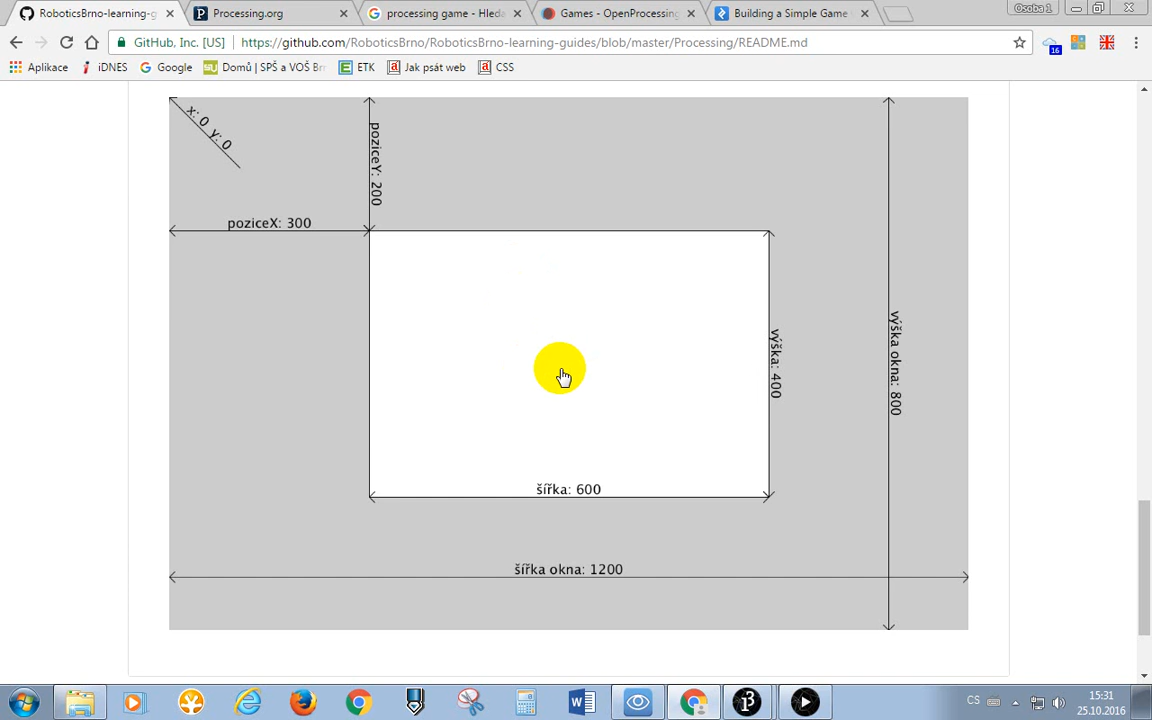 RoboticsBrno-learning-g
Processing.org
processing game - Hleda
Games - OpenProcessing
Building a Simple Game
Osoba 1
GitHub, Inc. [US]
https://github.com/RoboticsBrno/RoboticsBrno-learning-guides/blob/master/Processing/README.md
16
Aplikace
iDNES
Google
Domů | SPŠ a VOŠ Br
ETK
Jak psát web
CSS
x: 0 y: 0
poziceY: 200
poziceX: 300
výška: 400
výška okna: 800
šířka: 600
šířka okna: 1200
CS
15:31
25.10.2016